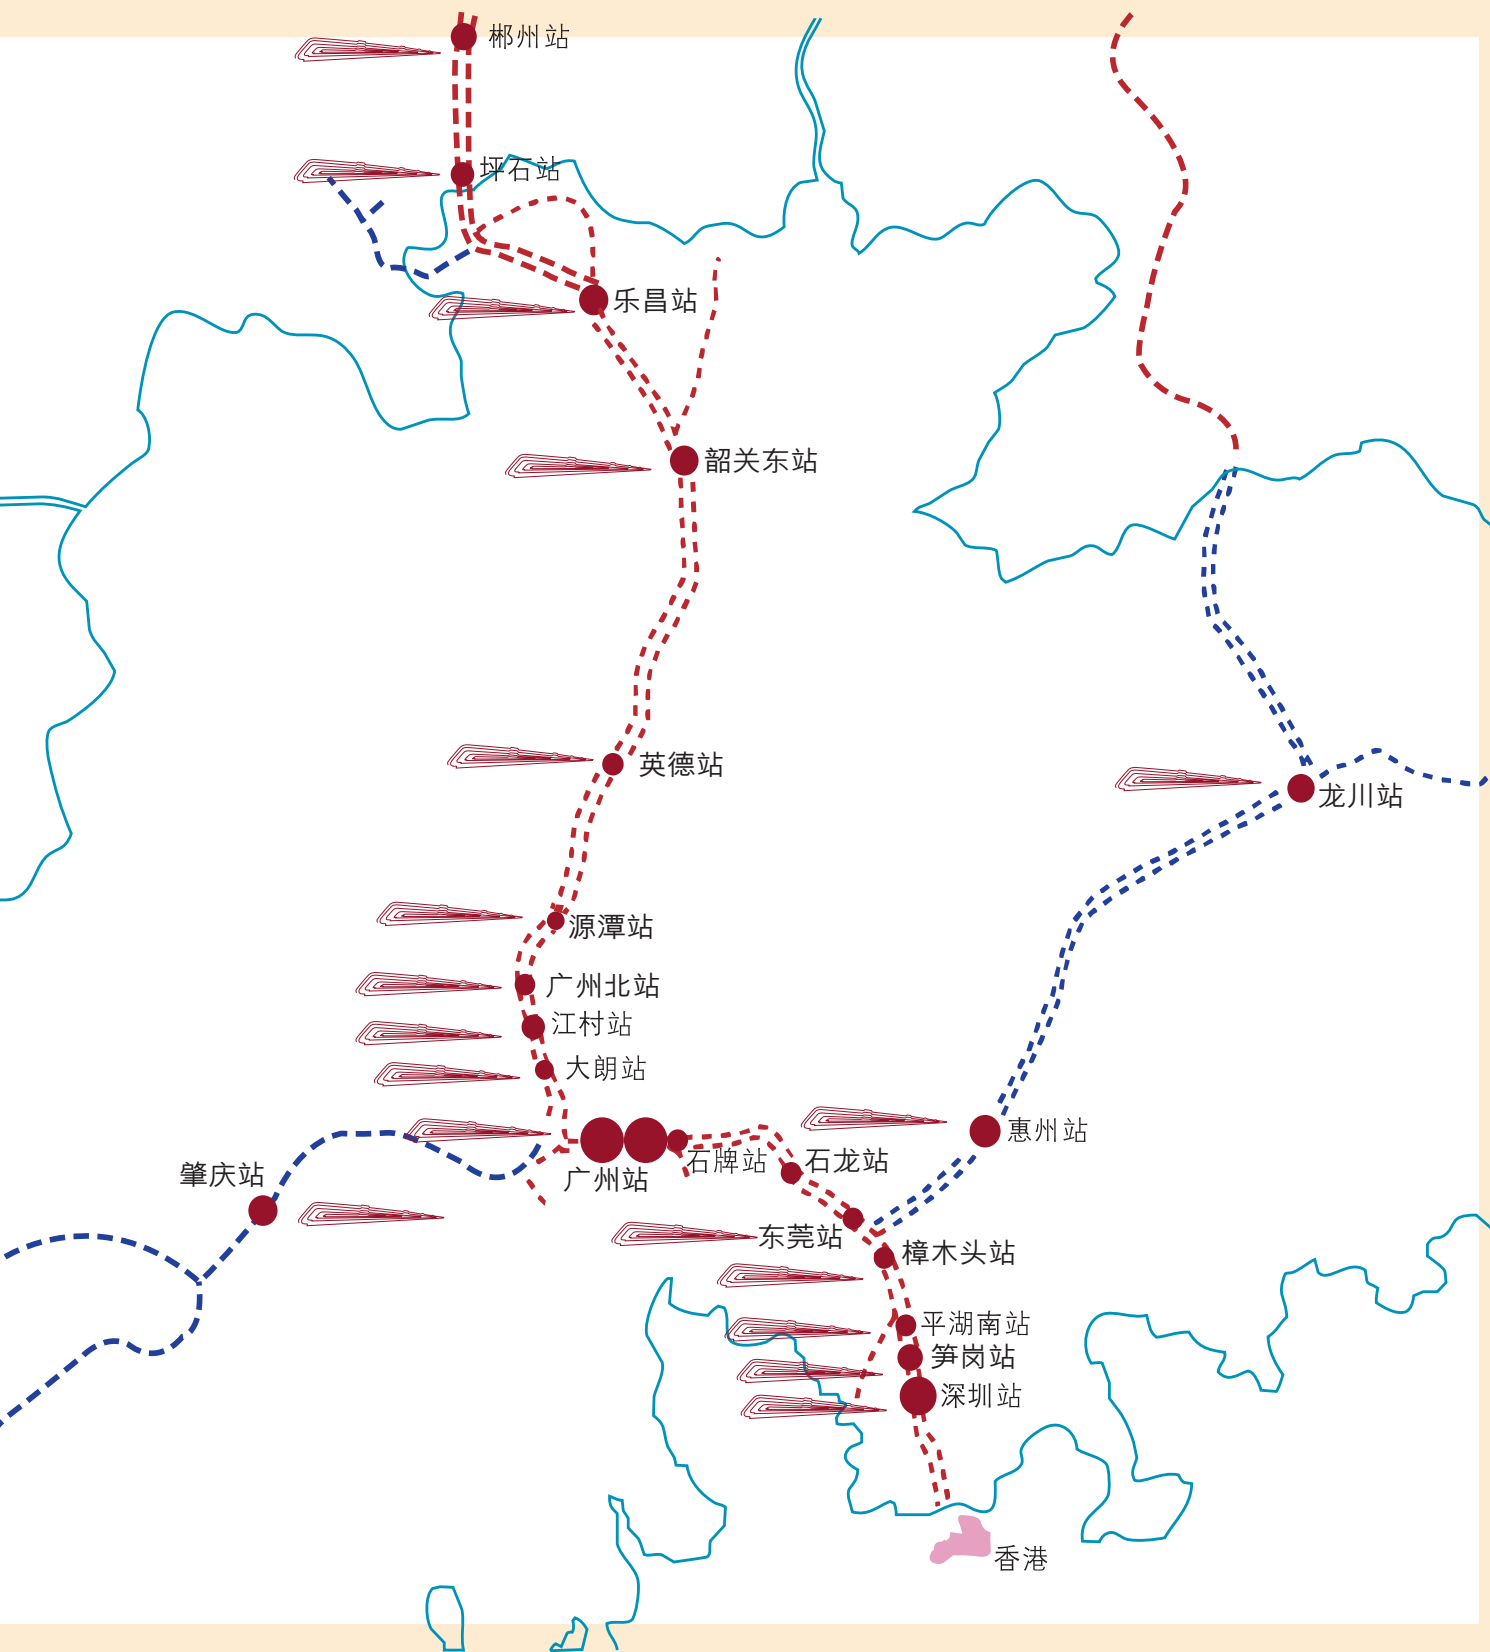 郴州站
坪石站
乐昌站
韶关东站
英德站
龙川站
源潭站
广州北站
江村站
大朗站
惠州站
石牌站
石龙站
肇庆站
广州站
东莞站
樟木头站
平湖南站
笋岗站
深圳站
香港